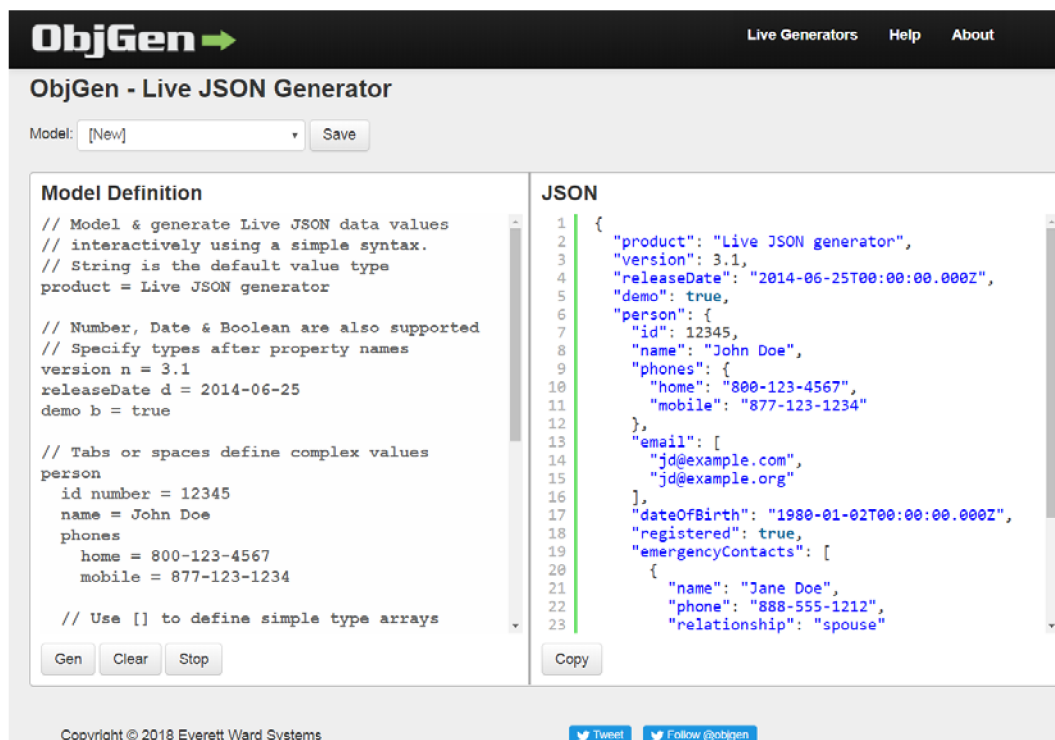 ObjGen
Live Generators Help About
ObjGen - Live JSON Generator
Model: [New] Save
Model Definition
// Model & generate Live JSON data values
// interactively using a simple syntax.
// String is the default value type
product = Live JSON generator
// Number, Date & Boolean are also supported
// Specify types after property names
version n = 3.1
releaseDate d = 2014-06-25
demo b = true
// Tabs or spaces define complex values
person
id number = 12345
name = John Doe
phones
home = 800-123-4567
mobile = 877-123-1234
// Use [] to define simple type arrays
Gen Clear Stop
JSON
1 {
2 "product": "Live JSON generator",
3 "version": 3.1,
4 "releaseDate": "2014-06-25T00:00:00.000Z",
5 "demo": true,
6 "person": {
7 "id": 12345,
8 "name": "John Doe",
9 "phones": {
10 "home": "800-123-4567",
11 "mobile": "877-123-1234"
12 },
13 "email": [
14 "jd@example.com",
15 "jd@example.org"
16 ],
17 "dateOfBirth": "1980-01-02T00:00:00.000Z",
18 "registered": true,
19 "emergencyContacts": [
20 {
21 "name": "Jane Doe",
22 "phone": "888-555-1212",
23 "relationship": "spouse"
Copy
Copyright © 2018 Everett Ward Systems
Tweet Follow @objgen